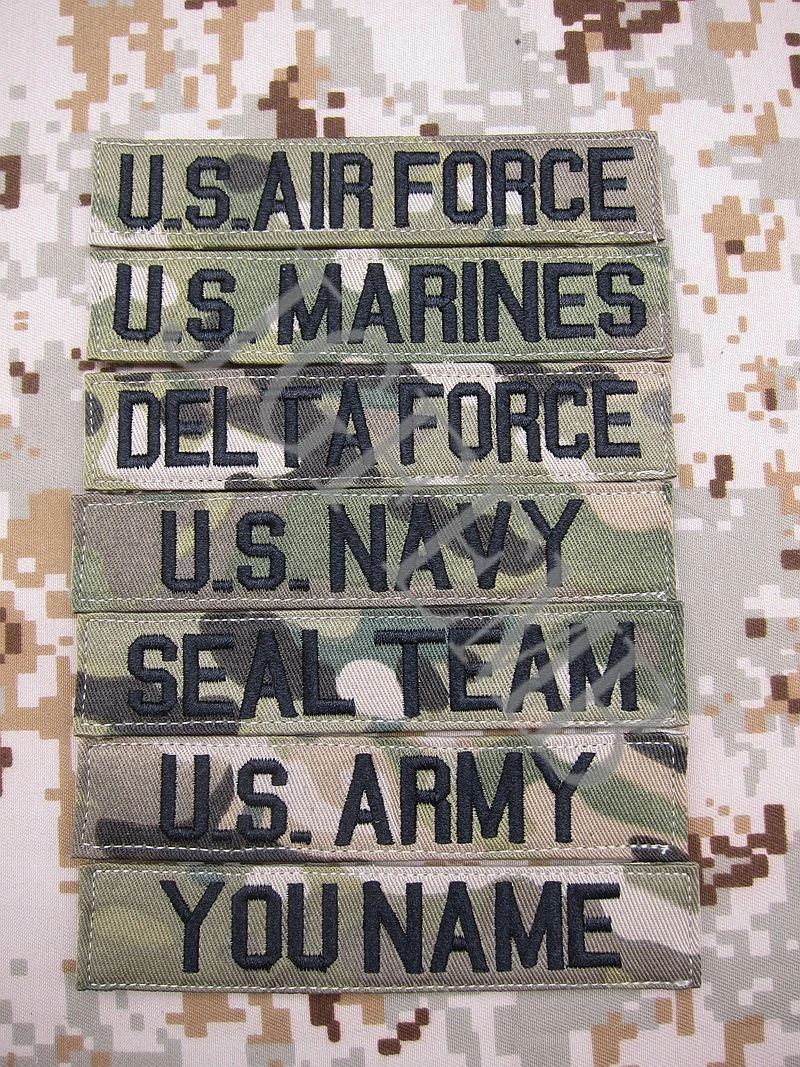 U.S.AIR FORCE
U.S. MARINES
DELTA FORCE
U.S. NAVY
SEAL TEAM
U.S. ARMY
YOU NAME